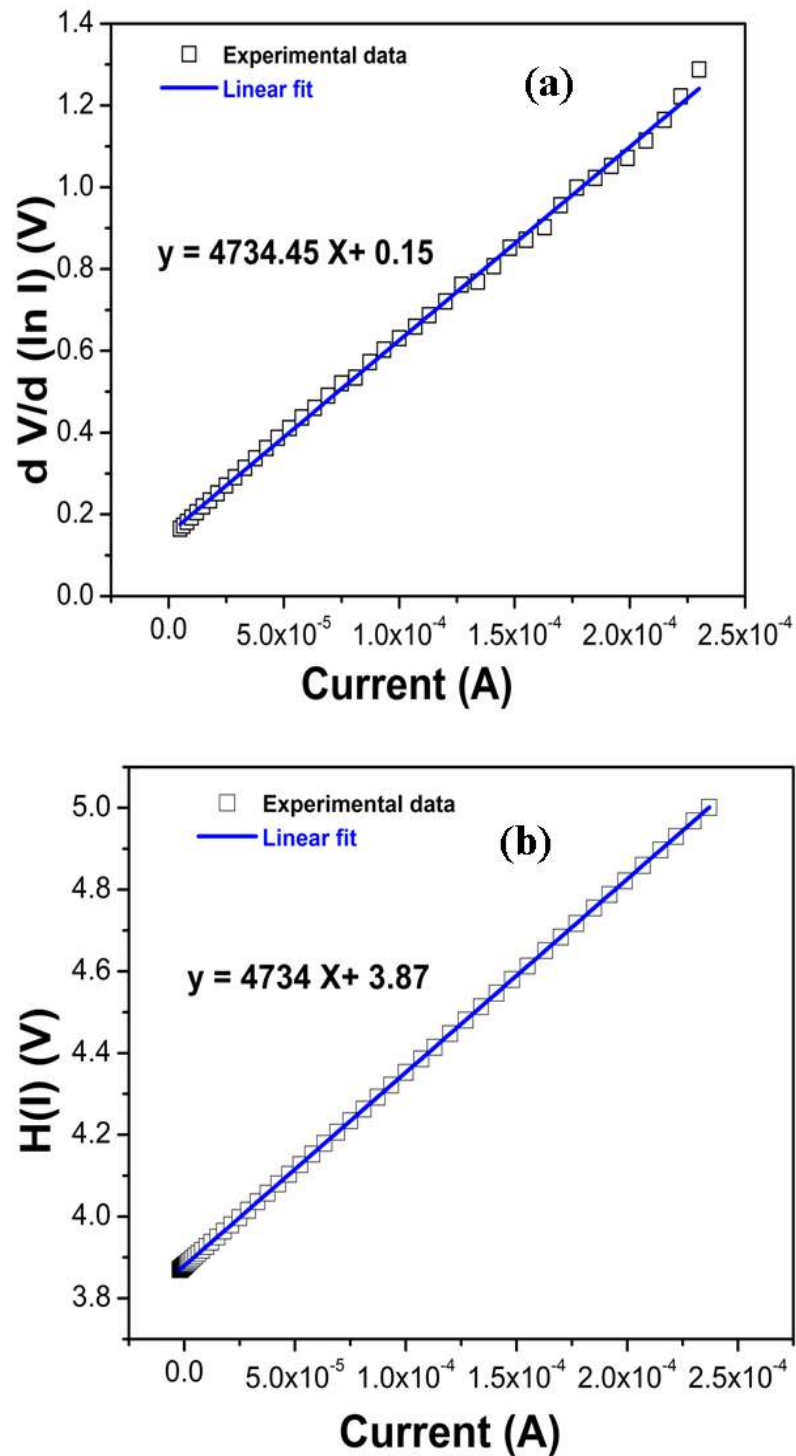 1.4
Experimental data
Linear fit
(a)
1.2
1.0
y = 4734.45 X+ 0.15
0.8
0.6
0.4
0.2
0.0
d V/d (ln I) (V)
0.0 5.0x10⁻⁵ 1.0x10⁻⁴ 1.5x10⁻⁴ 2.0x10⁻⁴ 2.5x10⁻⁴
Current (A)
5.0
Experimental data
Linear fit
(b)
4.8
4.6
y = 4734 X+ 3.87
4.4
4.2
4.0
3.8
H(I) (V)
0.0 5.0x10⁻⁵ 1.0x10⁻⁴ 1.5x10⁻⁴ 2.0x10⁻⁴ 2.5x10⁻⁴
Current (A)